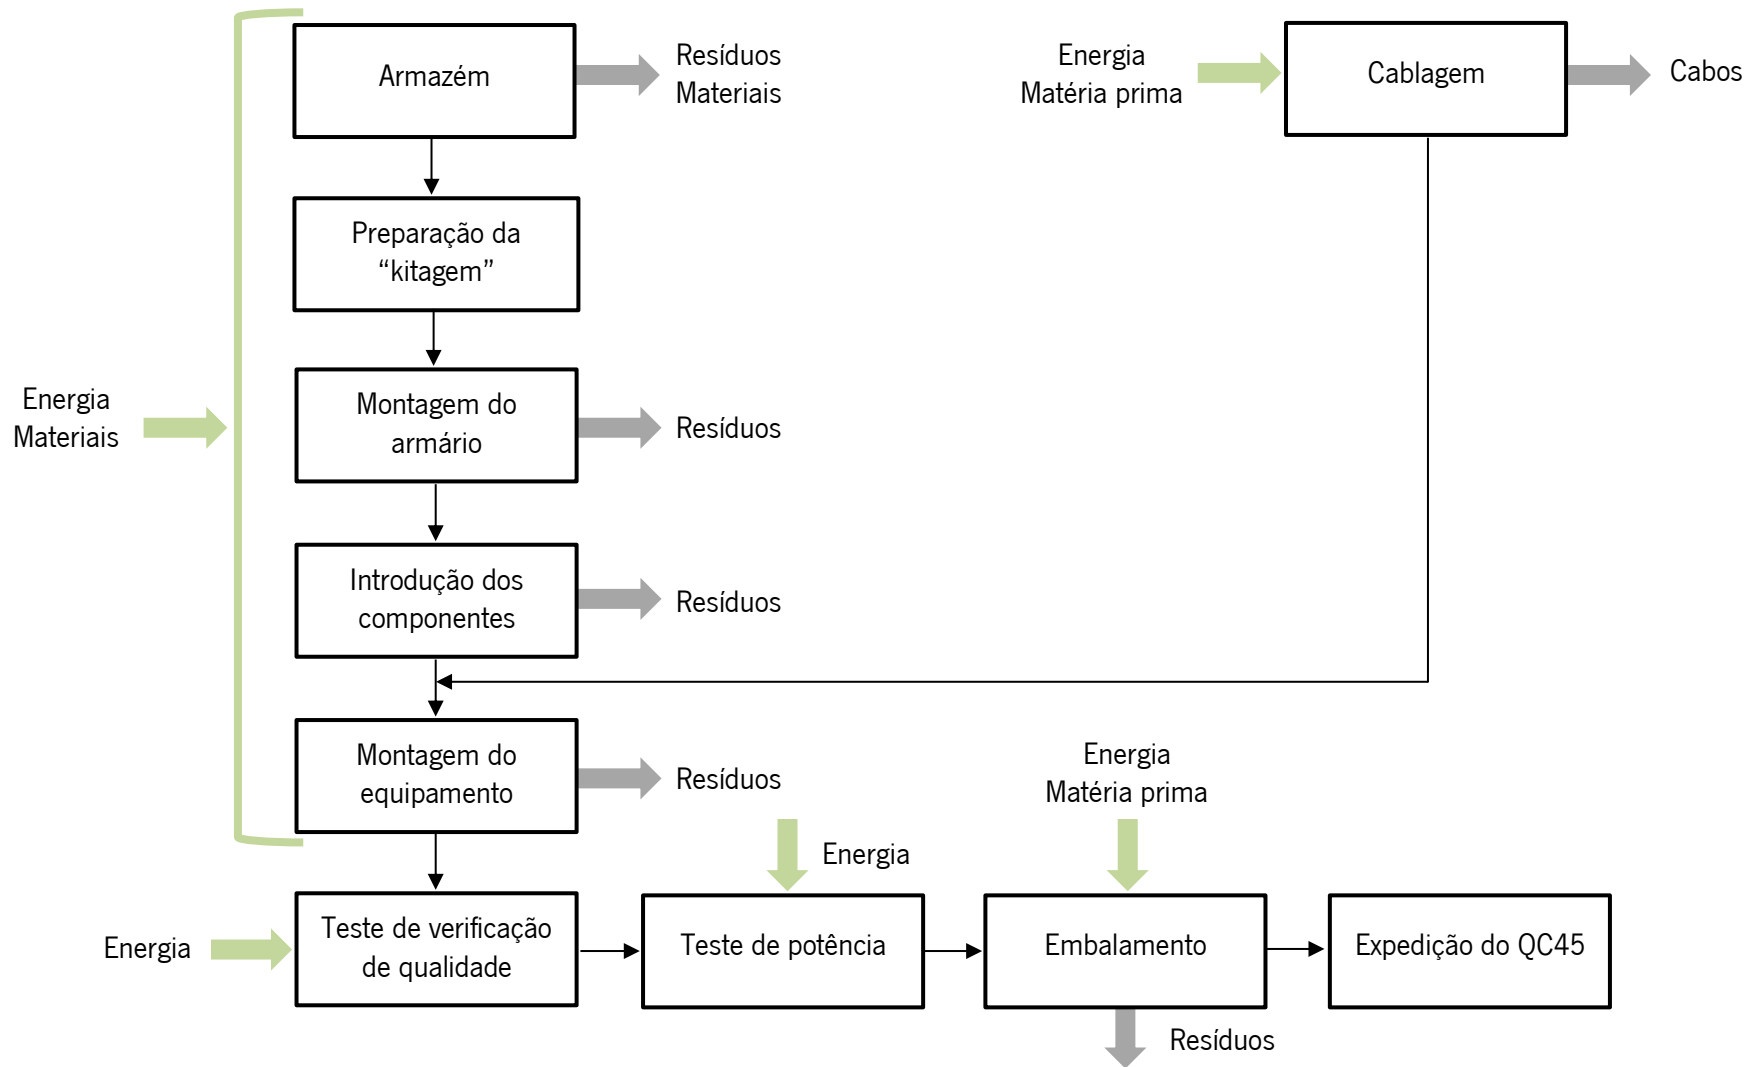 Armazém
Resíduos
Materiais
Energia
Matéria prima
Cablagem
Cabos
Preparação da
“kitagem”
Energia
Materiais
Montagem do
armário
Resíduos
Introdução dos
componentes
Resíduos
Montagem do
equipamento
Resíduos
Energia
Matéria prima
Energia
Energia
Teste de verificação
de qualidade
Teste de potência
Embalamento
Expedição do QC45
Resíduos